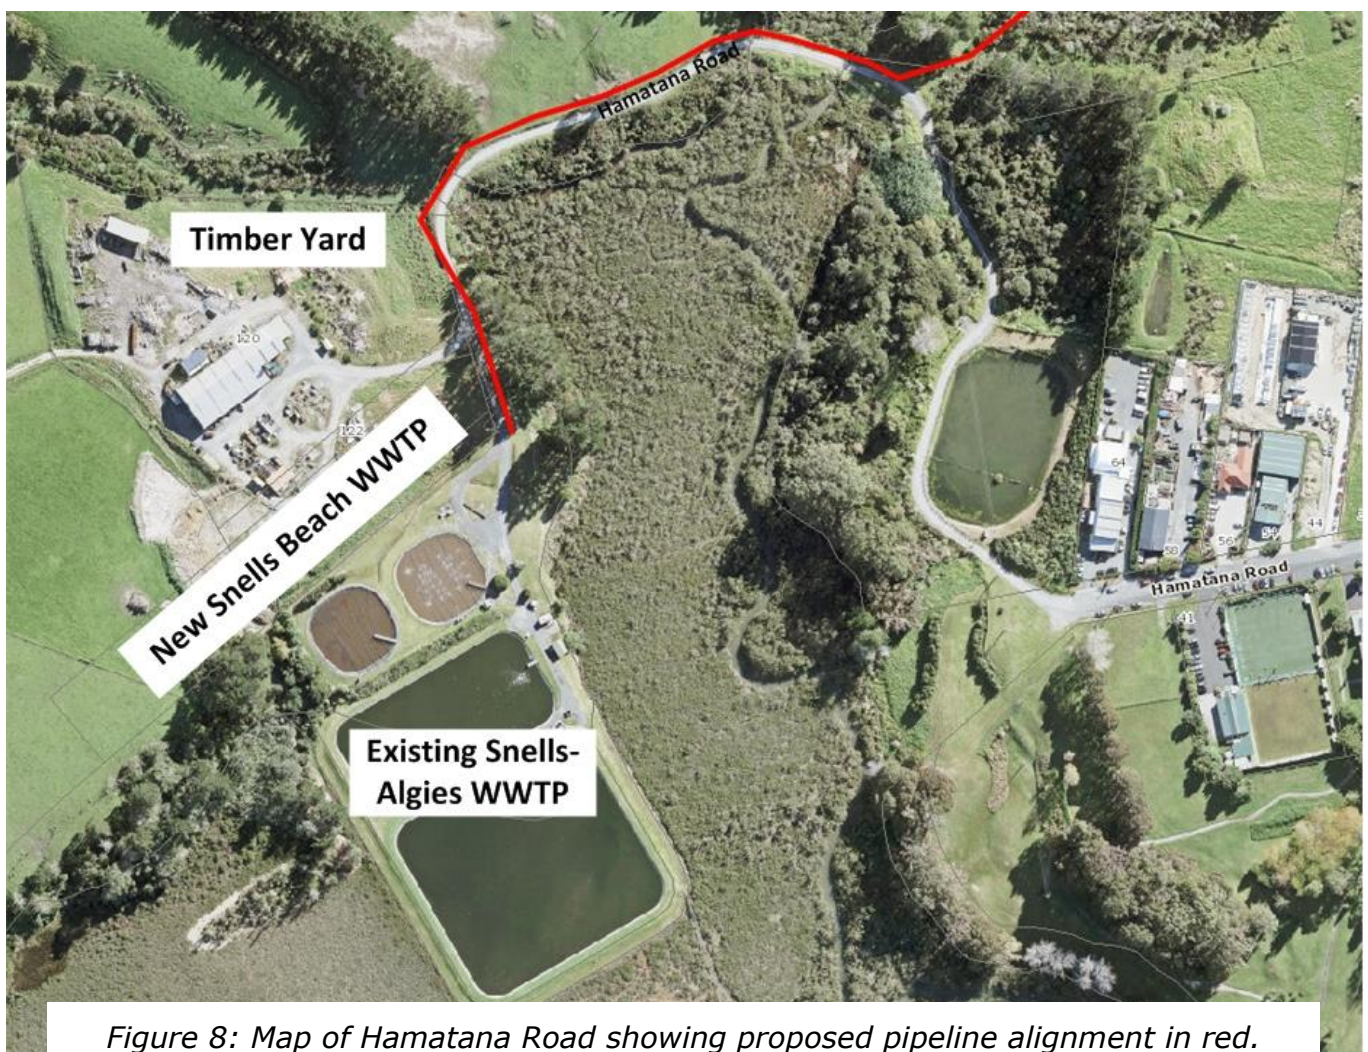 Hamatana Road
Timber Yard
120
122
New Snells Beach WWTP
Existing Snells-
Algies WWTP
64
58
56
54
44
Hamatana Road
41
Figure 8: Map of Hamatana Road showing proposed pipeline alignment in red.